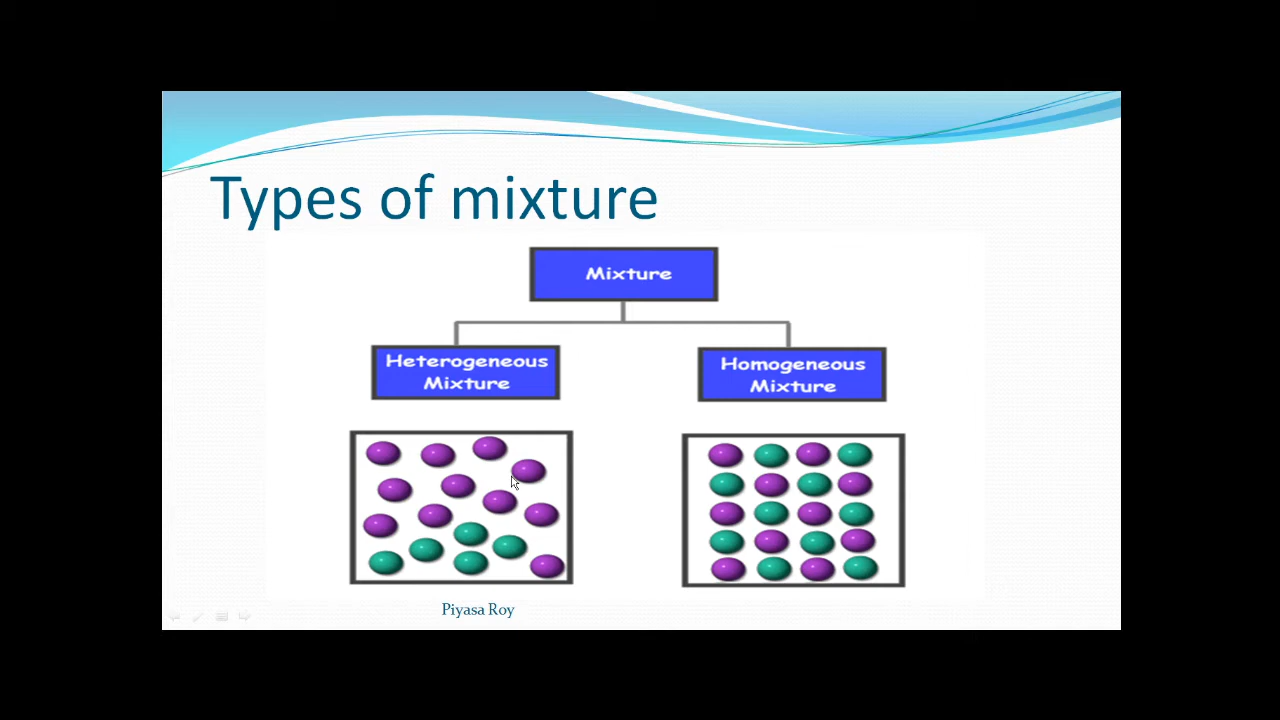 Types of mixture
Mixture
Heterogeneous
Mixture
Homogeneous
Mixture
Piyasa Roy